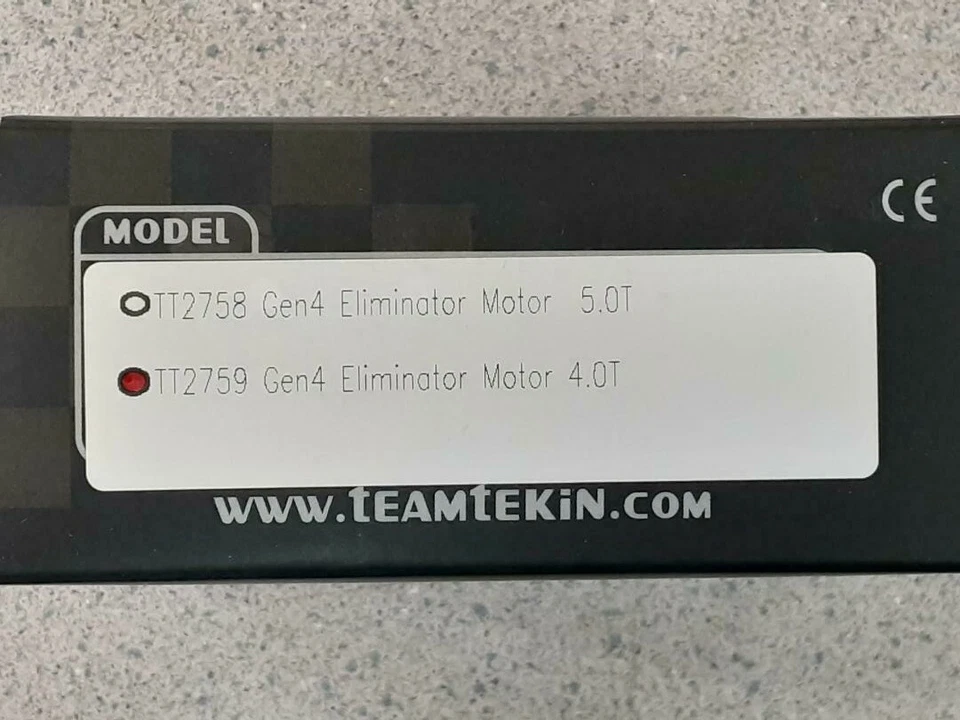 CE
MODEL
TT2758 Gen4 Eliminator Motor 5.0T
TT2759 Gen4 Eliminator Motor 4.0T
www.tEAMtEKiN.COM